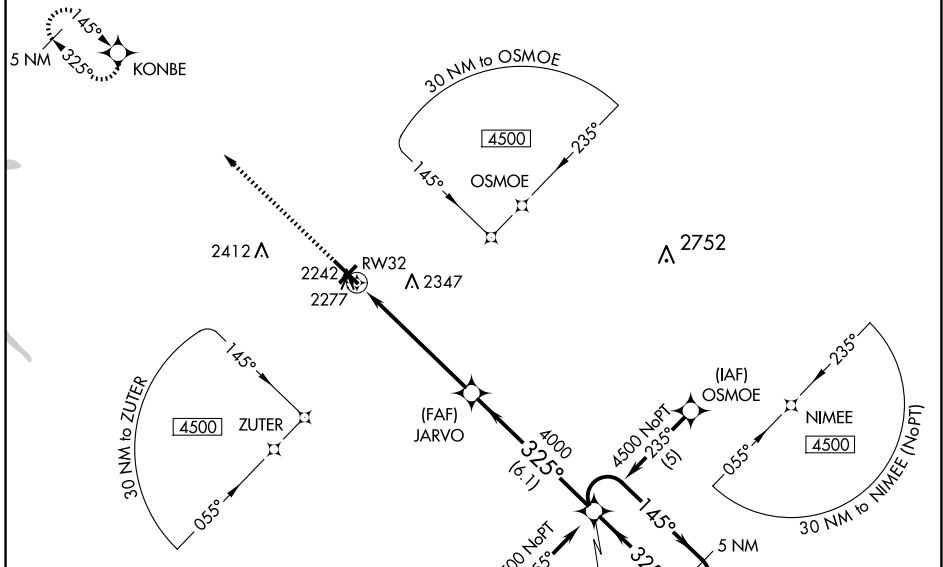 145°
5 NM
325°
KONBE
30 NM to OSMOE
4500
235°
145°
OSMOE
2412
2752
RW32
2242
2347
2277
145°
30 NM to ZUTER
4500
ZUTER
055°
235°
(IAF)
OSMOE
NIMEE
4500
055°
30 NM to NIMEE (NoPT)
(FAF)
JARVO
4000
325°
(6.1)
4500 NoPT
235°
(5)
145°
5 NM